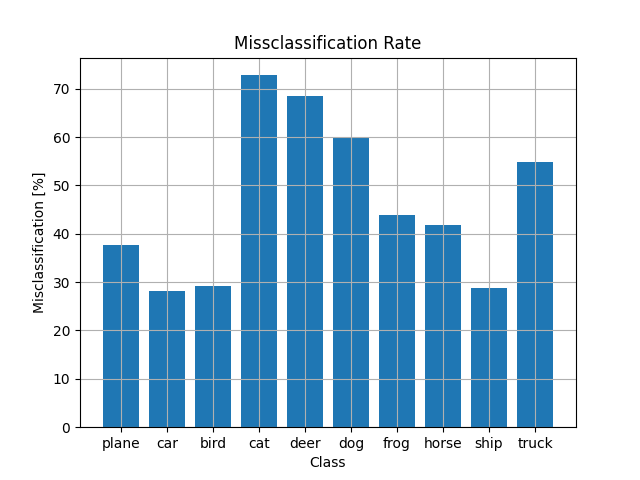 Missclassification Rate
Misclassification [%]
70
60
50
40
30
20
10
0
plane car bird cat deer dog frog horse ship truck
Class